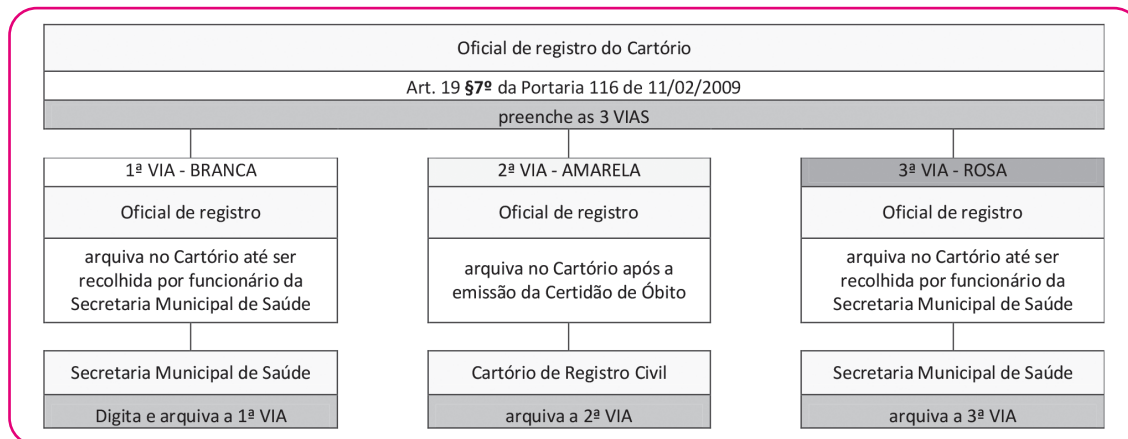 Oficial de registro do Cartório
Art. 19 §7º da Portaria 116 de 11/02/2009
preenche as 3 VIAS
1ª VIA - BRANCA
Oficial de registro
arquiva no Cartório até ser
recolhida por funcionário da
Secretaria Municipal de Saúde
Secretaria Municipal de Saúde
Digita e arquiva a 1ª VIA
2ª VIA - AMARELA
Oficial de registro
arquiva no Cartório após a
emissão da Certidão de Óbito
Cartório de Registro Civil
arquiva a 2ª VIA
3ª VIA - ROSA
Oficial de registro
arquiva no Cartório até ser
recolhida por funcionário da
Secretaria Municipal de Saúde
Secretaria Municipal de Saúde
arquiva a 3ª VIA